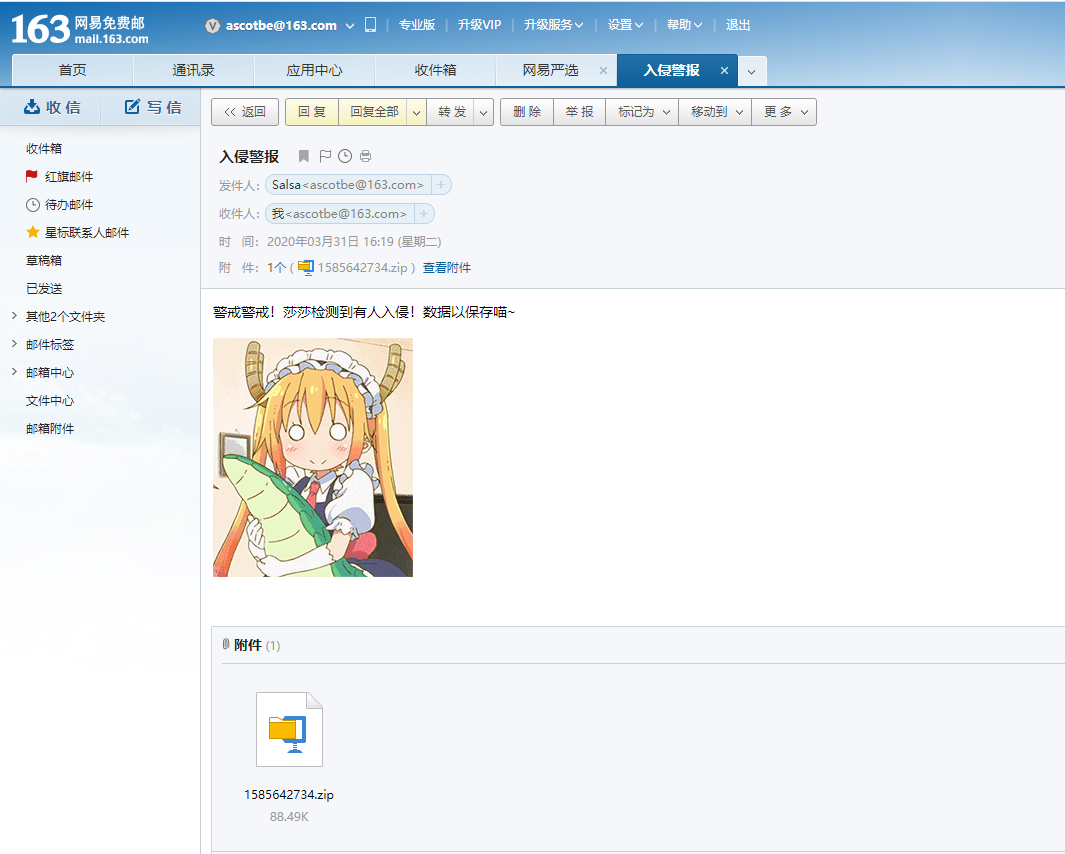 163 网易免费邮
mail.163.com
V ascotbe@163.com 专业版 升级VIP 升级服务 设置 帮助 退出
首页 通讯录 应用中心 收件箱 网易严选 × 入侵警报 ×
收 信 写 信
<< 返回 回 复 回复全部 转 发 删 除 举 报 标记为 移动到 更 多
收件箱
红旗邮件
待办邮件
星标联系人邮件
草稿箱
已发送
其他2个文件夹
邮件标签
邮箱中心
文件中心
邮箱附件
入侵警报
发件人: Salsa<ascotbe@163.com> +
收件人: 我<ascotbe@163.com> +
时 间: 2020年03月31日 16:19 (星期二)
附 件: 1个 ( 1585642734.zip ) 查看附件
警戒警戒！莎莎检测到有人入侵！数据以保存喵~
附件 (1)
1585642734.zip
88.49K